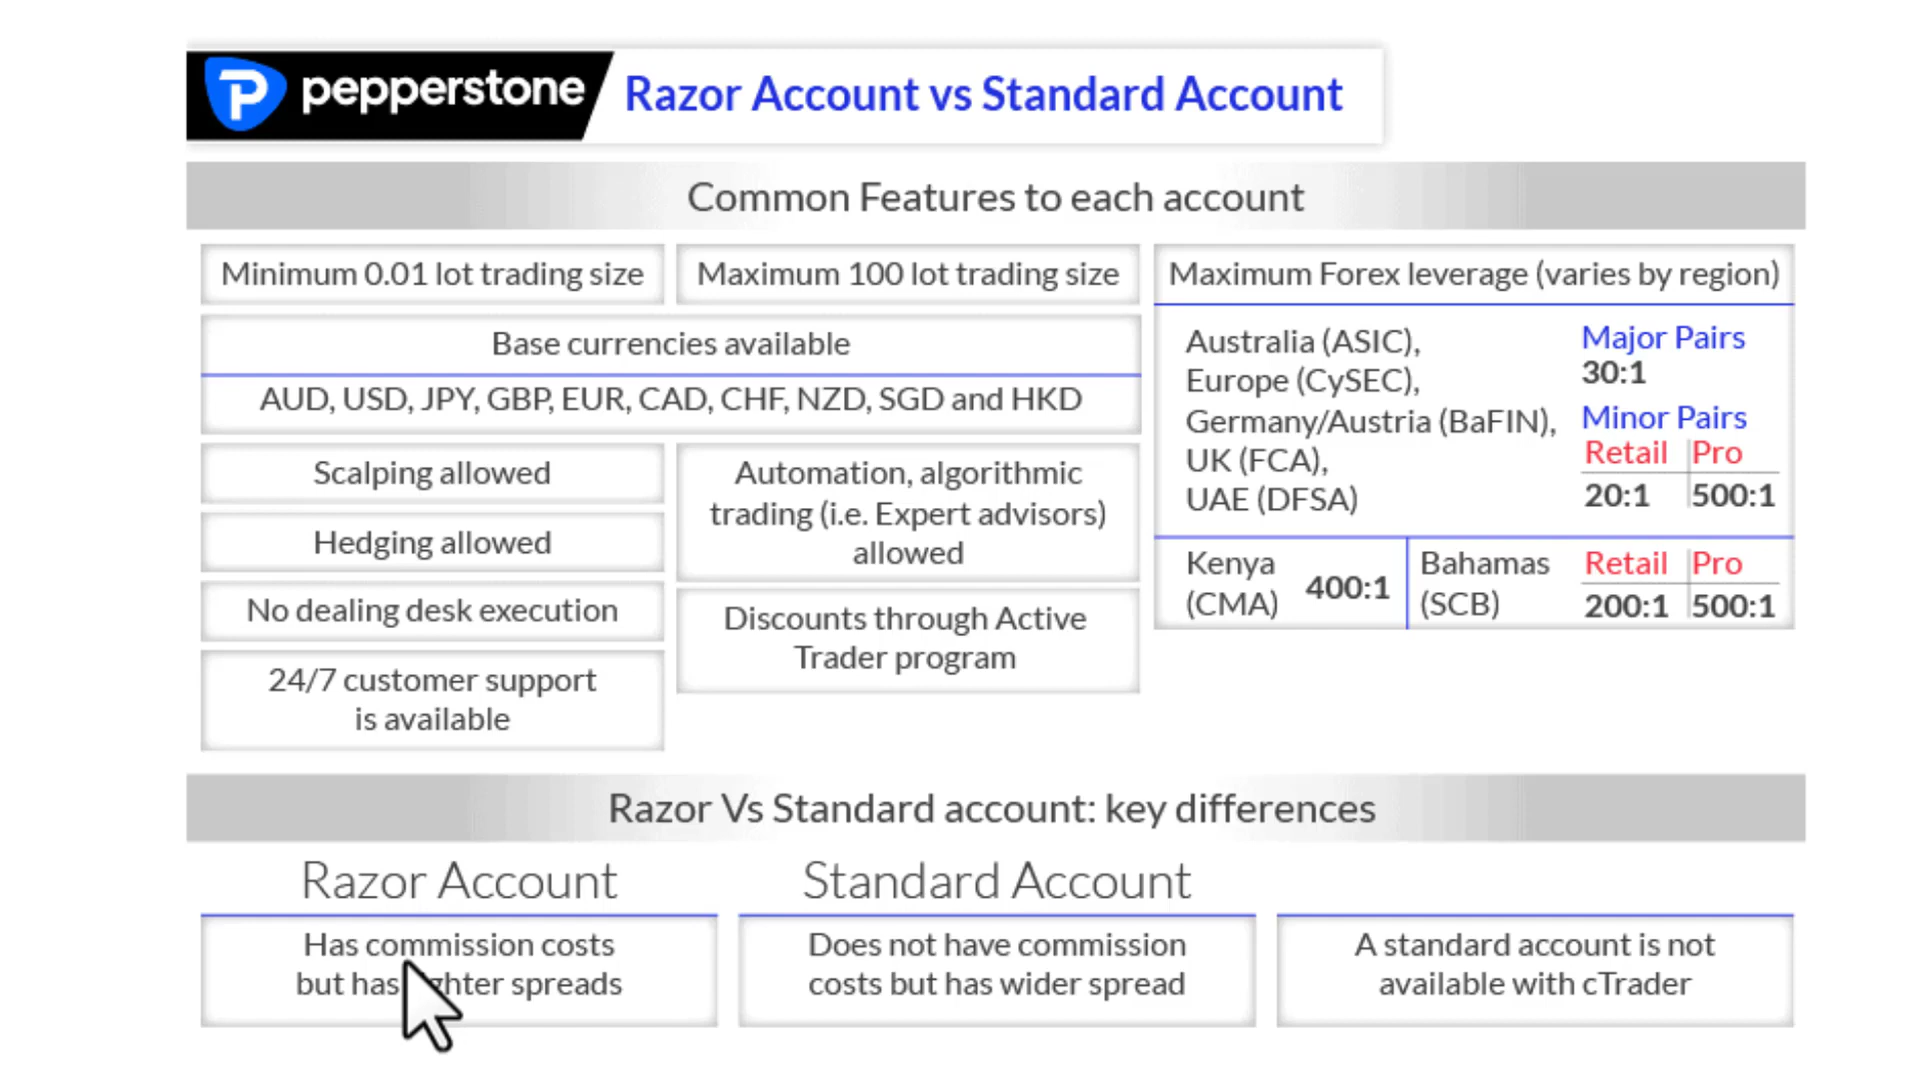 pepperstone Razor Account vs Standard Account
Common Features to each account
Minimum 0.01 lot trading size
Maximum 100 lot trading size
Base currencies available
AUD, USD, JPY, GBP, EUR, CAD, CHF, NZD, SGD and HKD
Scalping allowed
Hedging allowed
No dealing desk execution
24/7 customer support
is available
Automation, algorithmic
trading (i.e. Expert advisors)
allowed
Discounts through Active
Trader program
Maximum Forex leverage (varies by region)
Australia (ASIC),
Europe (CySEC),
Germany/Austria (BaFIN),
UK (FCA),
UAE (DFSA)
Major Pairs
30:1
Minor Pairs
Retail Pro
20:1 500:1
Kenya
(CMA)
400:1
Bahamas
(SCB)
Retail Pro
200:1 500:1
Razor Vs Standard account: key differences
Razor Account
Has commission costs
but has spreads
Standard Account
Does not have commission
costs but has wider spread
A standard account is not
available with cTrader